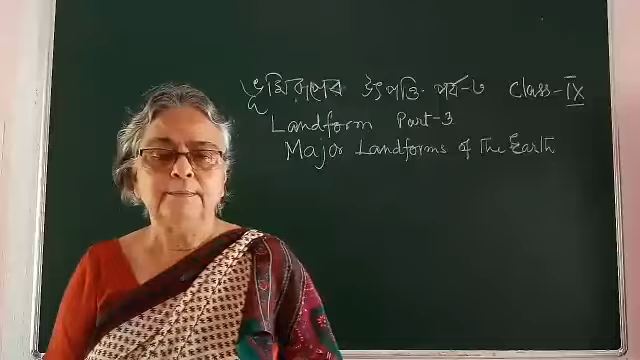 ভূমিরূপের উৎপত্তি পর্ব-৩ Class-IX
Landform Part-3
Major Landforms of The Earth